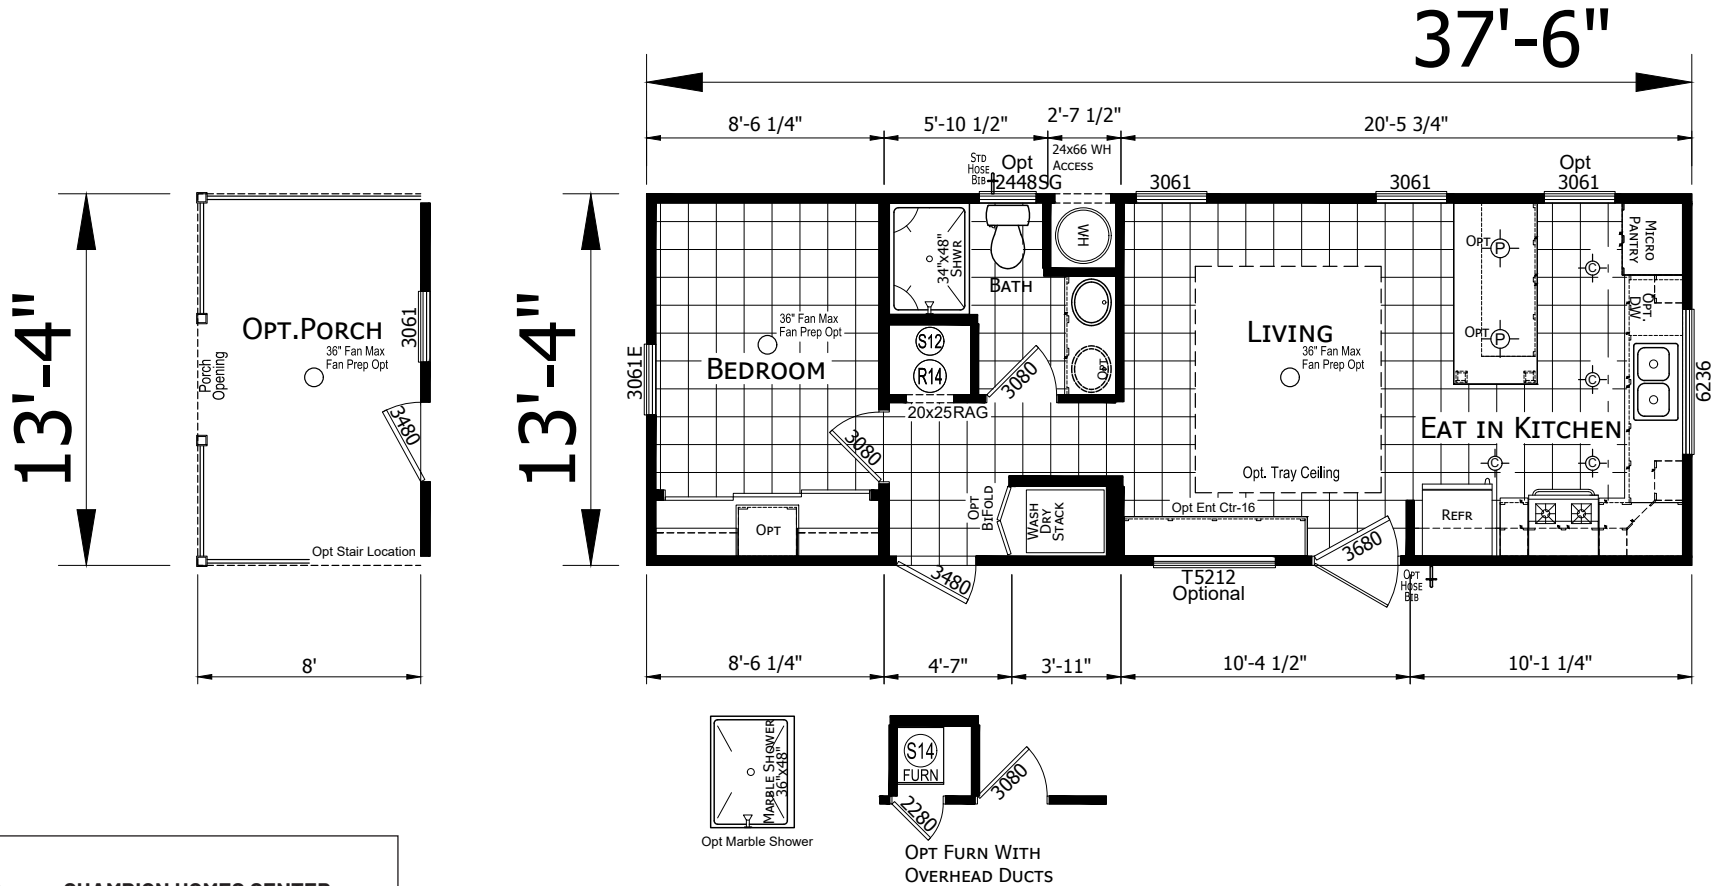 37'-6"
8'-6 1/4"
5'-10 1/2"
2'-7 1/2"
20'-5 3/4"
STD
HOSE
BIB
Opt
2448SG
24x66 WH
ACCESS
3061
3061
Opt
3061
13'-4"
OPT.PORCH
36" Fan Max
Fan Prep Opt
3061
Porch
Opening
3480
Opt Stair Location
8'
13'-4"
3061E
BEDROOM
36" Fan Max
Fan Prep Opt
3080
OPT
34"x48"
SHWR
BATH
WH
S12
R14
20x25RAG
3080
OPT
OPT
BIFOLD
WASH
DRY
STACK
3480
LIVING
36" Fan Max
Fan Prep Opt
Opt. Tray Ceiling
Opt Ent Ctr-16
T5212
Optional
3680
OPT
HOSE
BIB
OPT
P
OPT
P
C
C
C
C
MICRO
PANTRY
OPT.
DW
6236
EAT IN KITCHEN
REFR
8'-6 1/4"
4'-7"
3'-11"
10'-4 1/2"
10'-1 1/4"
MARBLE SHOWER
36"x48"
Opt Marble Shower
S14
FURN
2280
3080
OPT FURN WITH
OVERHEAD DUCTS
CHAMPION HOMES CENTER